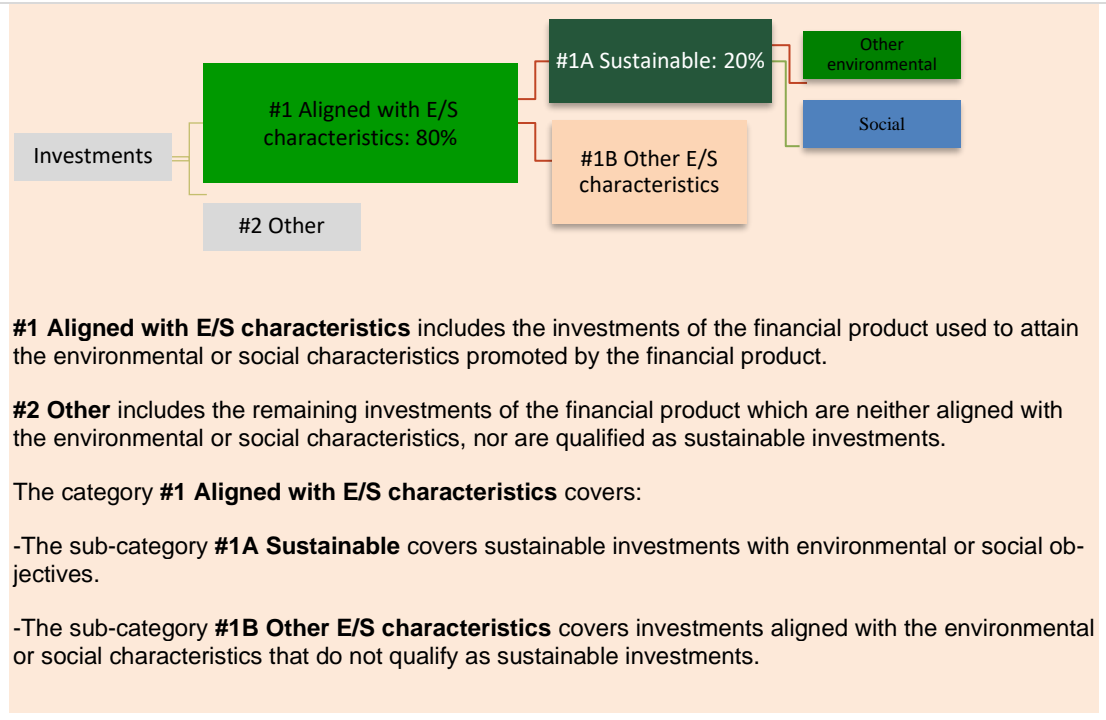 Other
environmental
#1A Sustainable: 20%
#1 Aligned with E/S
characteristics: 80%
Social
Investments
#1B Other E/S
characteristics
#2 Other
#1 Aligned with E/S characteristics includes the investments of the financial product used to attain
the environmental or social characteristics promoted by the financial product.
#2 Other includes the remaining investments of the financial product which are neither aligned with
the environmental or social characteristics, nor are qualified as sustainable investments.
The category #1 Aligned with E/S characteristics covers:
-The sub-category #1A Sustainable covers sustainable investments with environmental or social ob-
jectives.
-The sub-category #1B Other E/S characteristics covers investments aligned with the environmental
or social characteristics that do not qualify as sustainable investments.